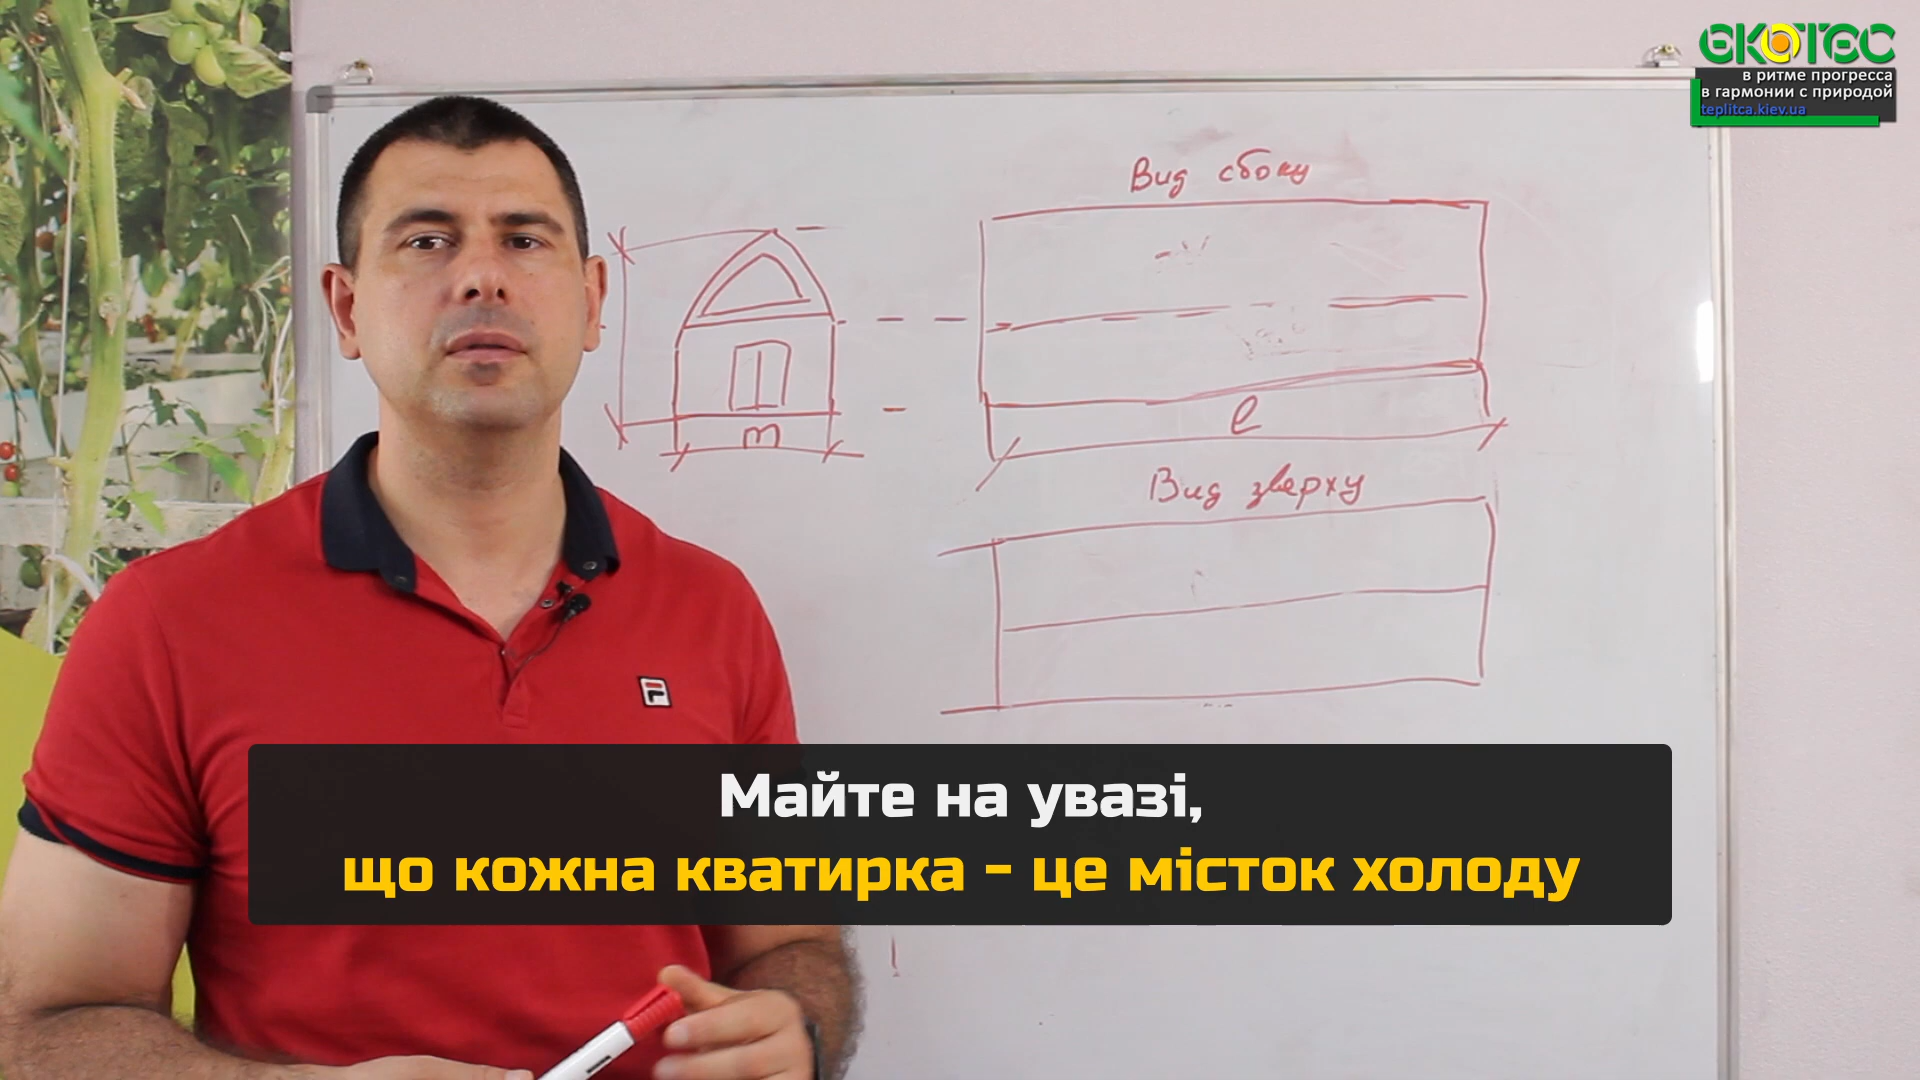 ЕКОТЕС
в ритме прогресса
в гармонии с природой
teplitca.kiev.ua
Вид сбоку
m
e
Вид зверху
F
Майте на увазі,
що кожна кватирка - це місток холоду